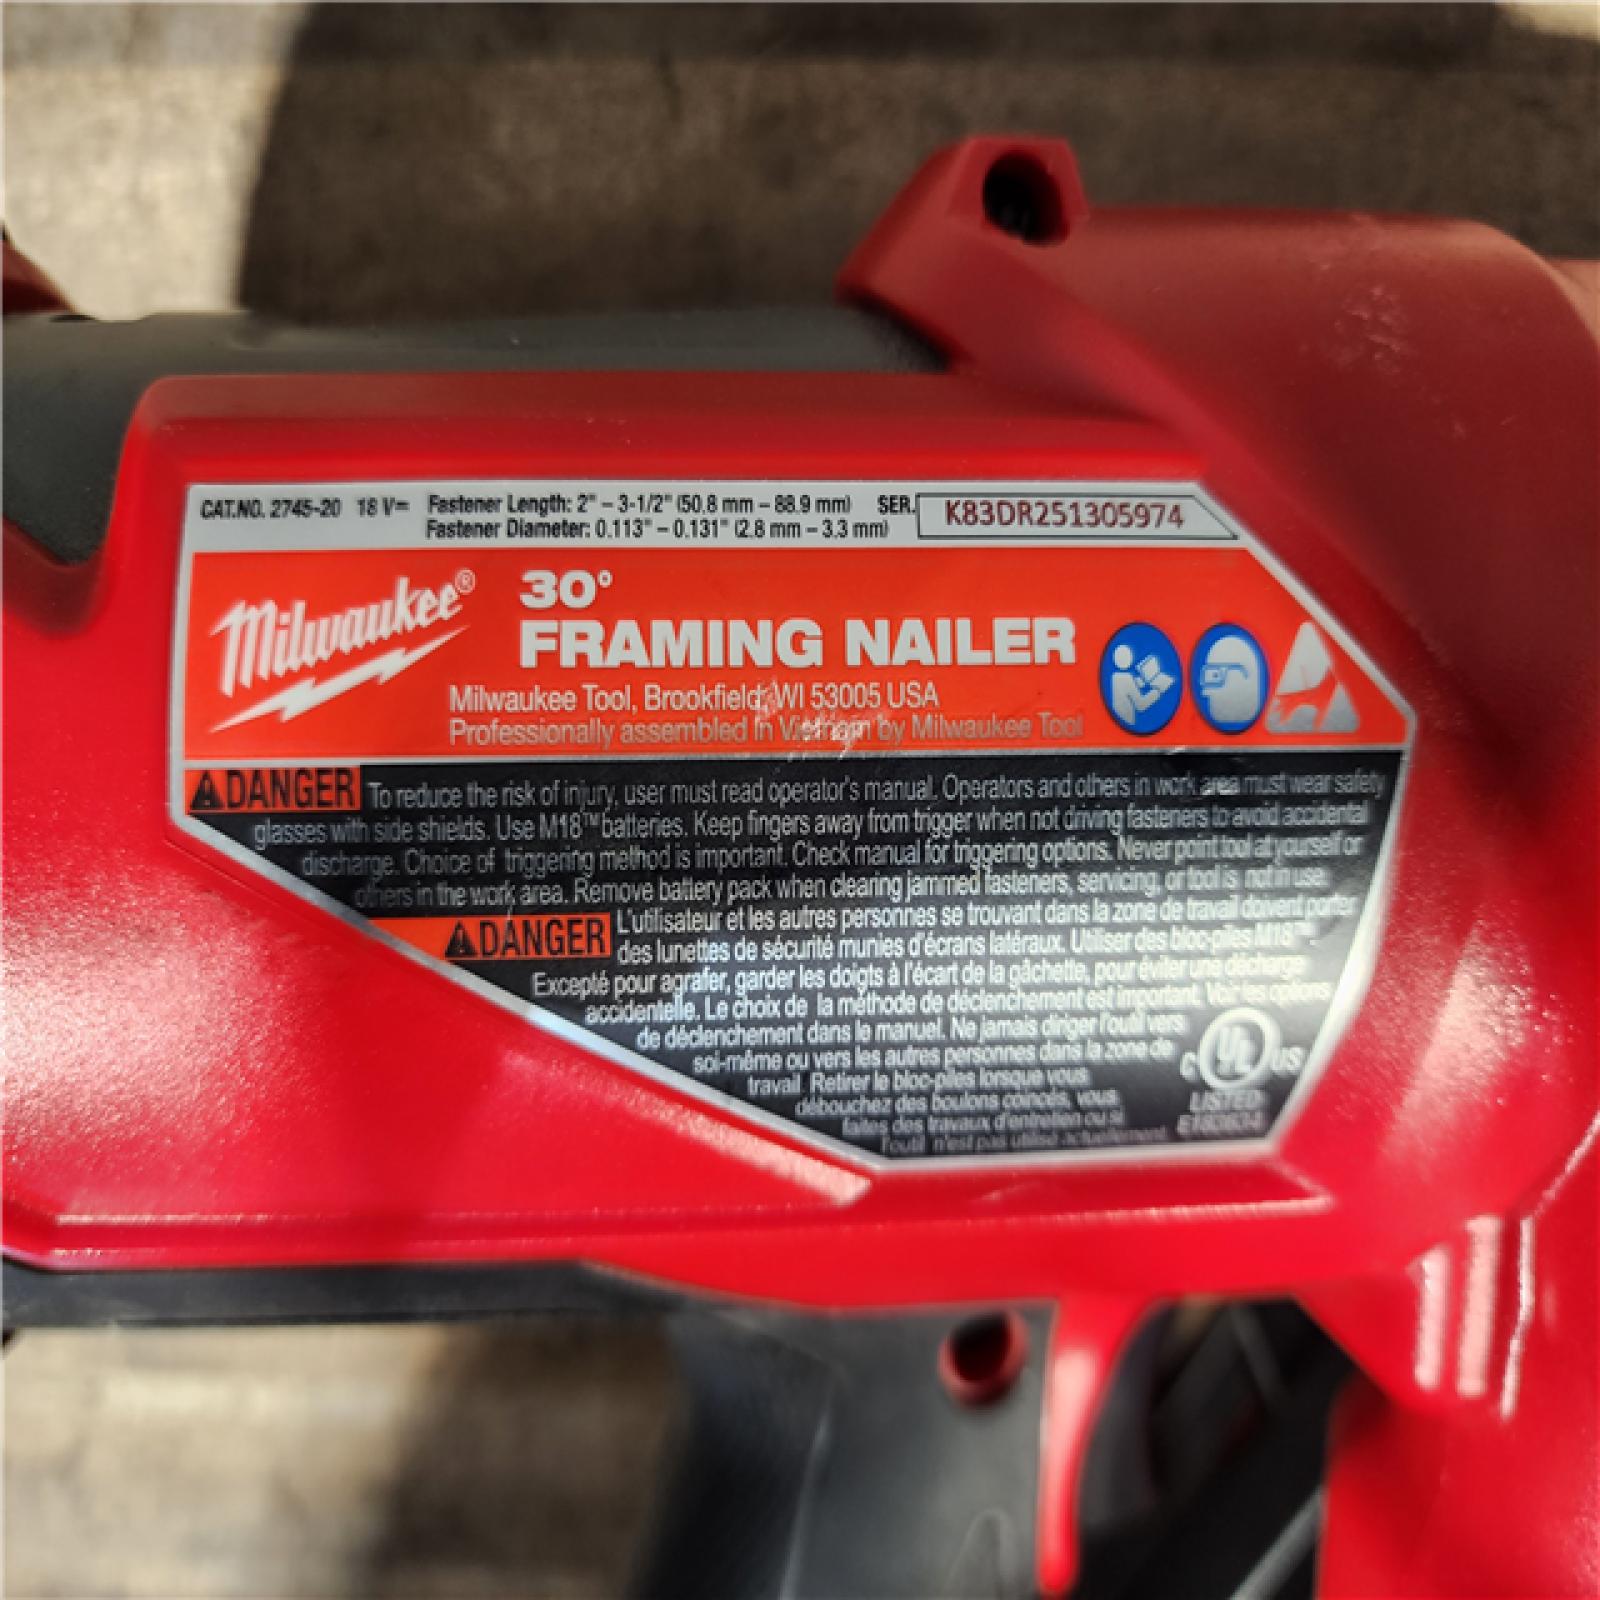 CAT.NO. 2745-20 18 V⎓ Fastener Length: 2" – 3-1/2" (50,8 mm – 88.9 mm) SER. K83DR251305974
Fastener Diameter: 0.113" – 0.131" (2.8 mm – 3,3 mm)
Milwaukee®
30°
FRAMING NAILER
Milwaukee Tool, Brookfield, WI 53005 USA
Professionally assembled in Vietnam by Milwaukee Tool
DANGER To reduce the risk of injury, user must read operator's manual. Operators and others in work area must wear safety
glasses with side shields. Use M18™ batteries. Keep fingers away from trigger when not driving fasteners to avoid accidental
discharge. Choice of triggering method is important. Check manual for triggering options. Never point tool at yourself or
others in the work area. Remove battery pack when clearing jammed fasteners, servicing, or tool is not in use.
DANGER L'utilisateur et les autres personnes se trouvant dans la zone de travail doivent porter
des lunettes de sécurité munies d'écrans latéraux. Utiliser des bloc-piles M18™.
Excepté pour agrafer, garder les doigts à l'écart de la gâchette, pour éviter une décharge
accidentelle. Le choix de la méthode de déclenchement est important. Voir les options
de déclenchement dans le manuel. Ne jamais diriger l'outil vers
soi-même ou vers les autres personnes dans la zone de
travail. Retirer le bloc-piles lorsque vous
débouchez des boulons coincés, vous
faites des travaux d'entretien ou si
l'outil n'est pas utilisé actuellement.
C UL US
LISTED